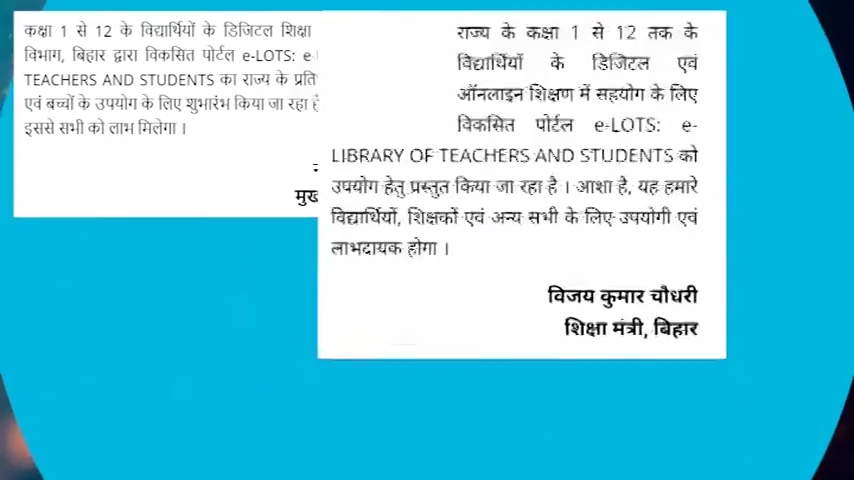 कक्षा 1 से 12 के विद्यार्थियों के डिजिटल शिक्षा
विभाग, बिहार द्वारा विकसित पोर्टल e-LOTS: e-
TEACHERS AND STUDENTS का राज्य के
एवं बच्चों के उपयोग के लिए शुभारंभ किया जा रहा
इससे सभी को लाभ मिलेगा ।
राज्य के कक्षा 1 से 12 तक के
विद्यार्थियों के डिजिटल एवं
ऑनलाइन शिक्षण में सहयोग के लिए
विकसित पोर्टल e-LOTS: e-
LIBRARY OF TEACHERS AND STUDENTS को
उपयोग हेतु प्रस्तुत किया जा रहा है । आशा है, यह हमारे
विद्यार्थियों, शिक्षकों एवं अन्य सभी के लिए उपयोगी एवं
लाभदायक होगा ।
विजय कुमार चौधरी
शिक्षा मंत्री, बिहार